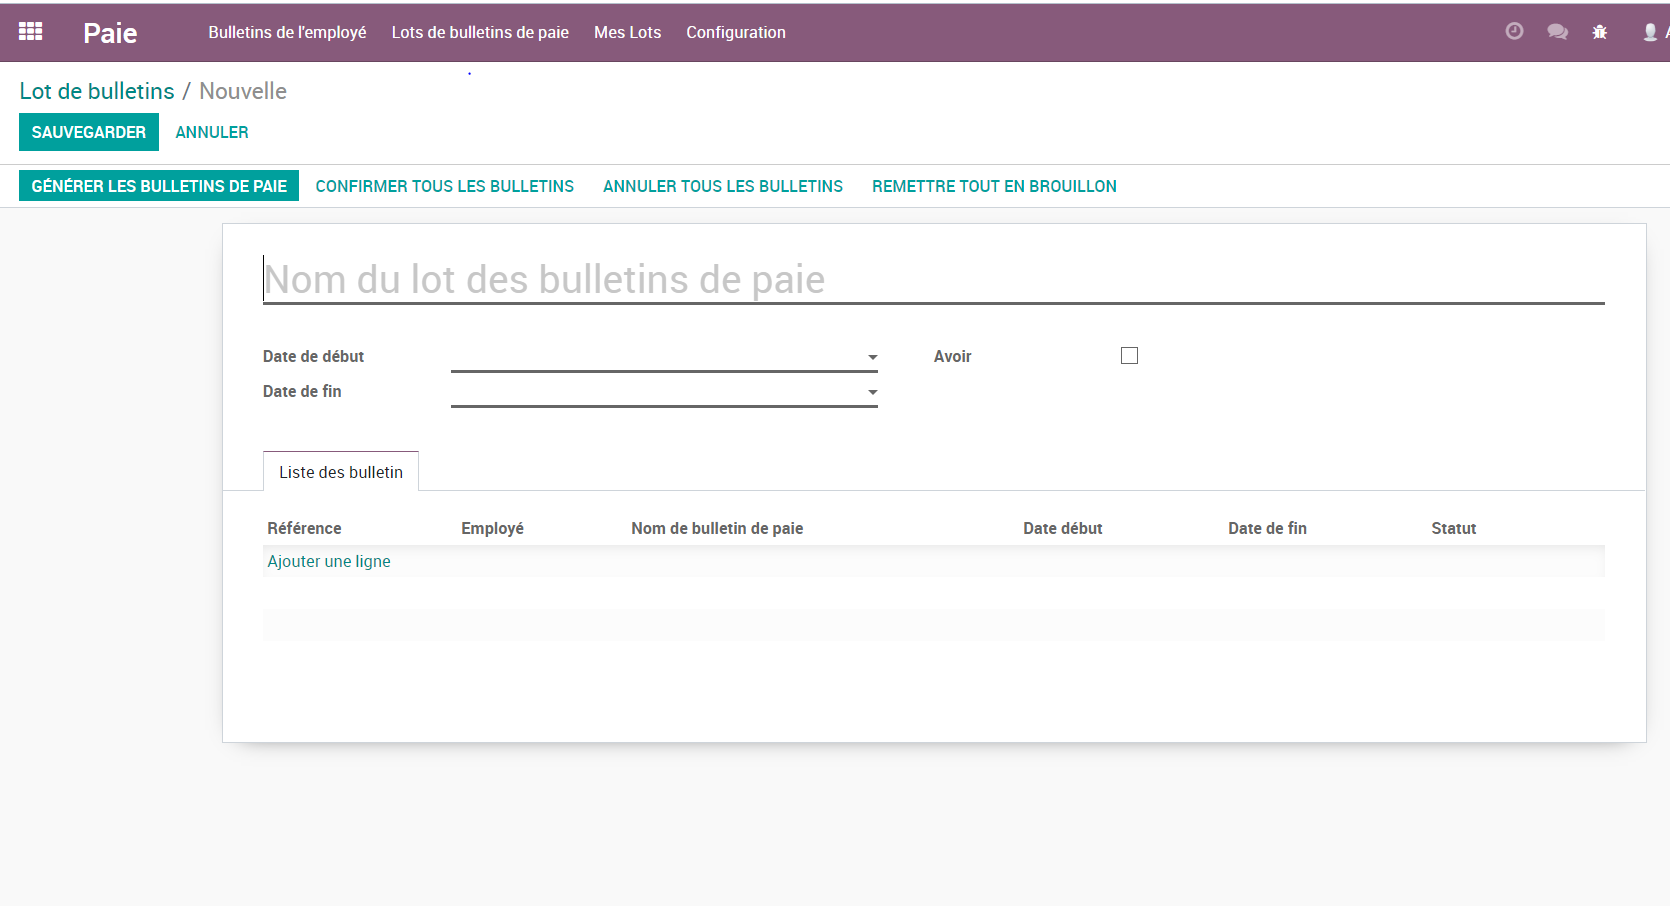 Paie Bulletins de l'employé Lots de bulletins de paie Mes Lots Configuration A
Lot de bulletins / Nouvelle
SAUVEGARDER ANNULER
GÉNÉRER LES BULLETINS DE PAIE CONFIRMER TOUS LES BULLETINS ANNULER TOUS LES BULLETINS REMETTRE TOUT EN BROUILLON
Nom du lot des bulletins de paie
Date de début Avoir
Date de fin
Liste des bulletin
Référence Employé Nom de bulletin de paie Date début Date de fin Statut
Ajouter une ligne